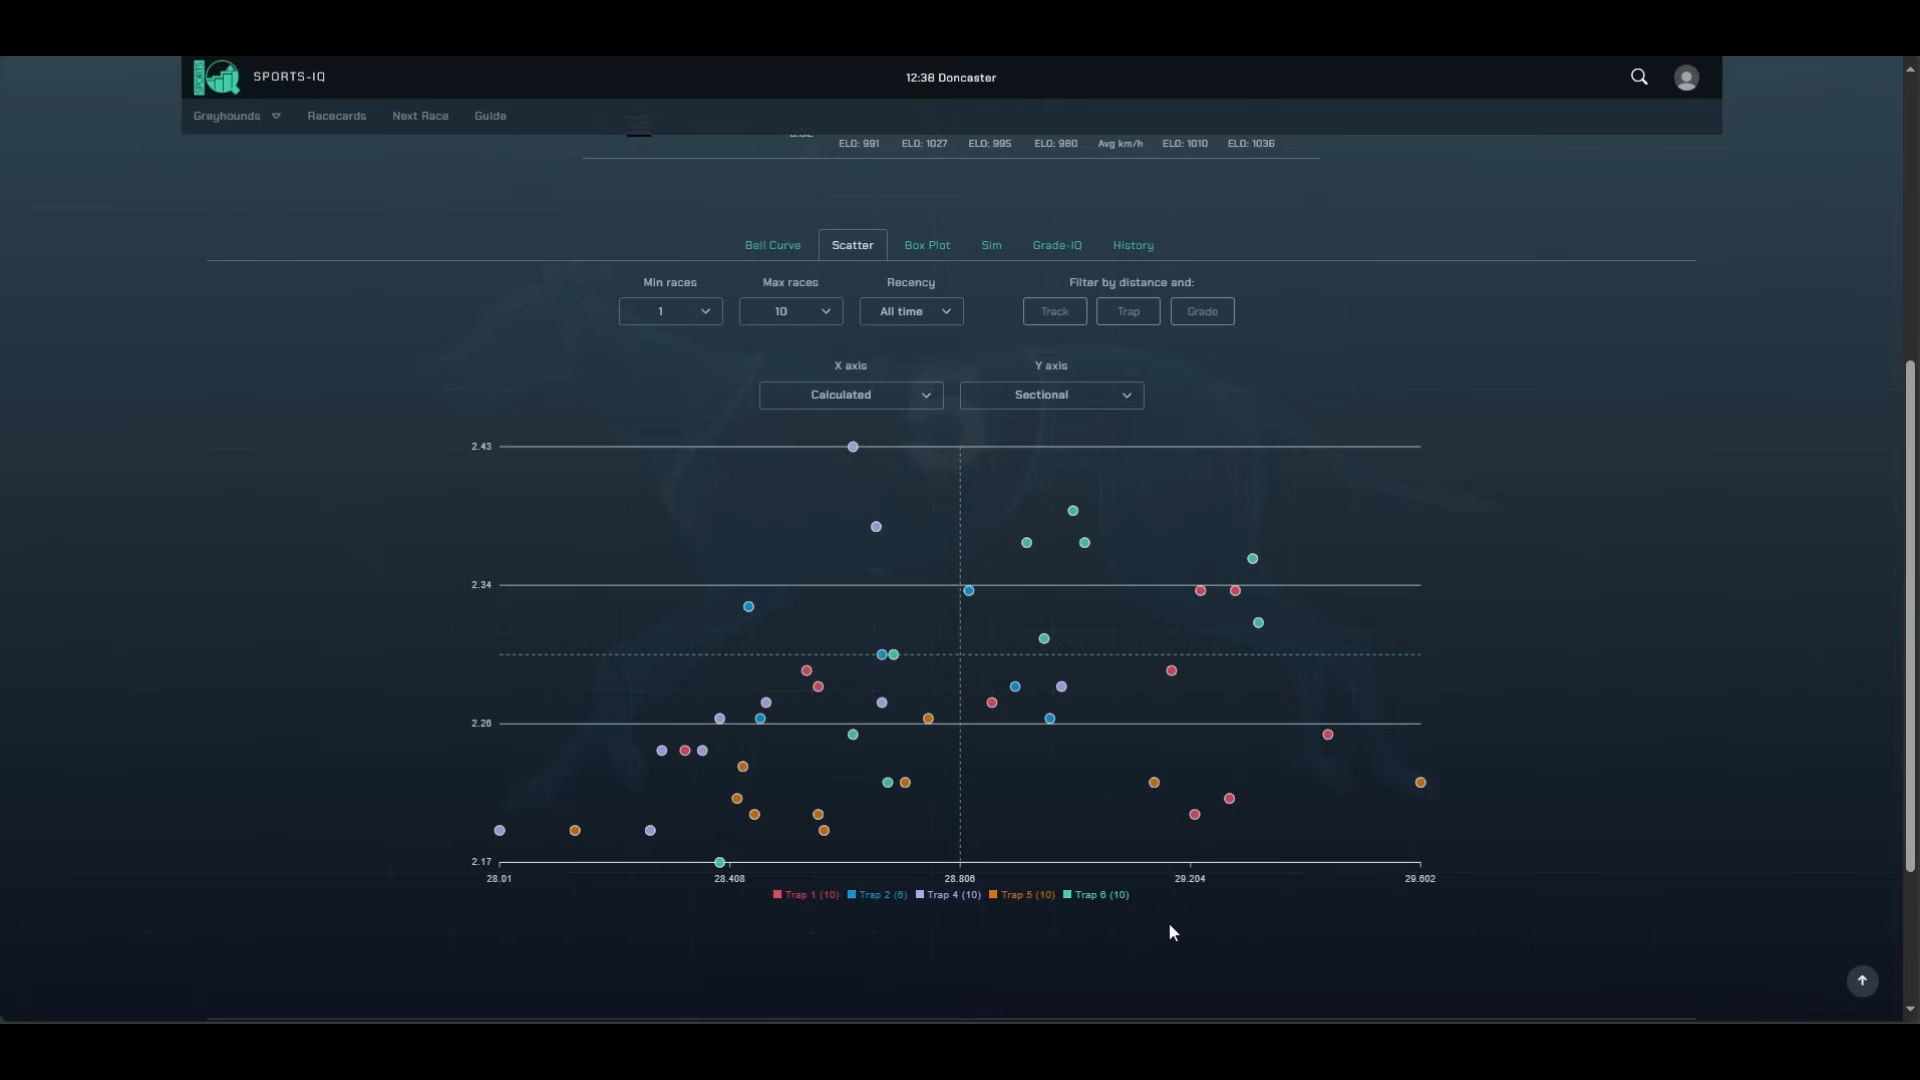 SPORTS-IQ
12:38 Doncaster
Greyhounds Racecards Next Race Guide
ELO: 991 ELO: 1027 ELO: 995 ELO: 980 Avg km/h ELO: 1010 ELO: 1036
Bell Curve Scatter Box Plot Sim Grade-IQ History
Min races Max races Recency Filter by distance and:
1 10 All time Track Trap Grade
X axis Y axis
Calculated Sectional
5
2.43
2.34
2.26
2.17
28.01 28.408 28.806 29.204 29.602
Trap 1 (10) Trap 2 (6) Trap 4 (10) Trap 5 (10) Trap 6 (10)